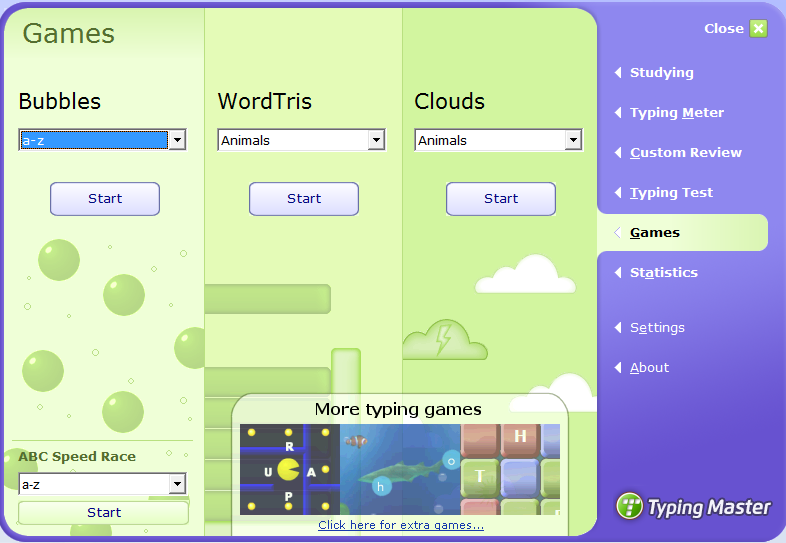 Games
Close
Bubbles
a-z
Start
WordTris
Animals
Start
Clouds
Animals
Start
ABC Speed Race
a-z
Start
More typing games
R
U A
P
h
o
H
T
Click here for extra games...
Studying
Typing Meter
Custom Review
Typing Test
Games
Statistics
Settings
About
Typing Master